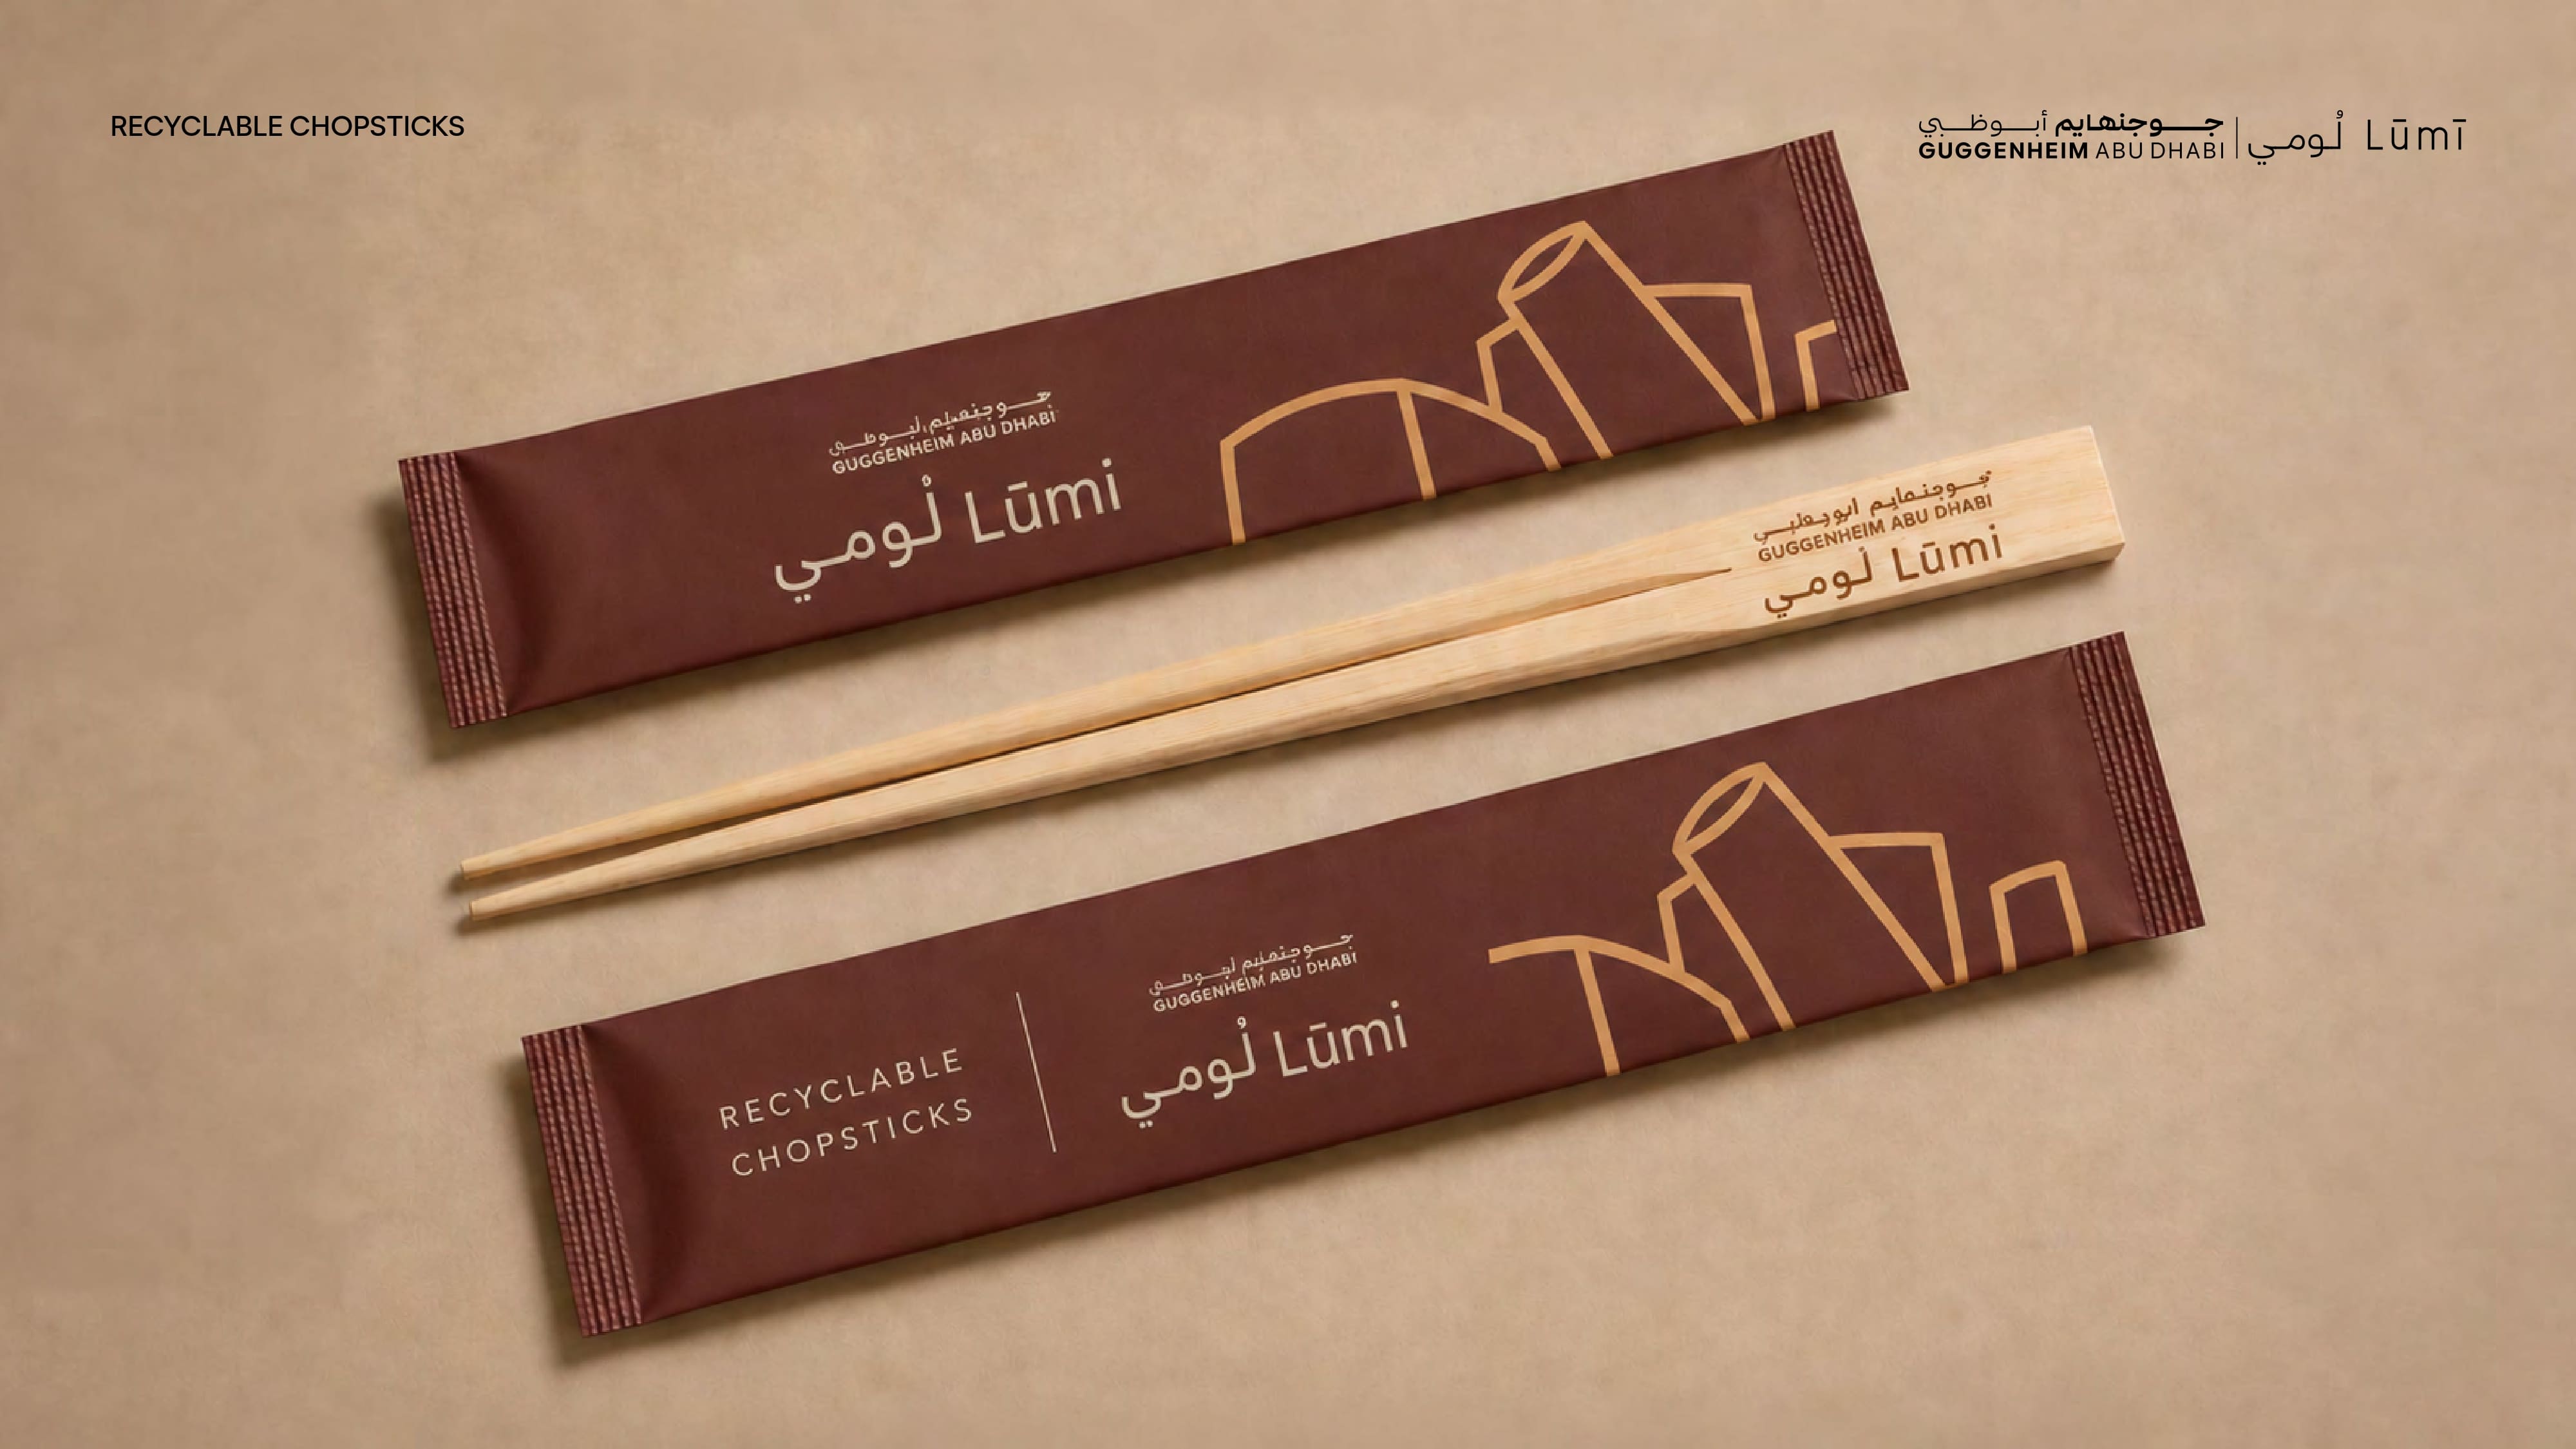 RECYCLABLE CHOPSTICKS
جوجنهايم أبوظبي
GUGGENHEIM ABU DHABI
لُومي Lūmī
GUGGENHEIM ABU DHABI
لُومي Lūmi
GUGGENHEIM ABU DHABI
لُومي Lūmi
GUGGENHEIM ABU DHABI
لُومي Lūmi
RECYCLABLE
CHOPSTICKS